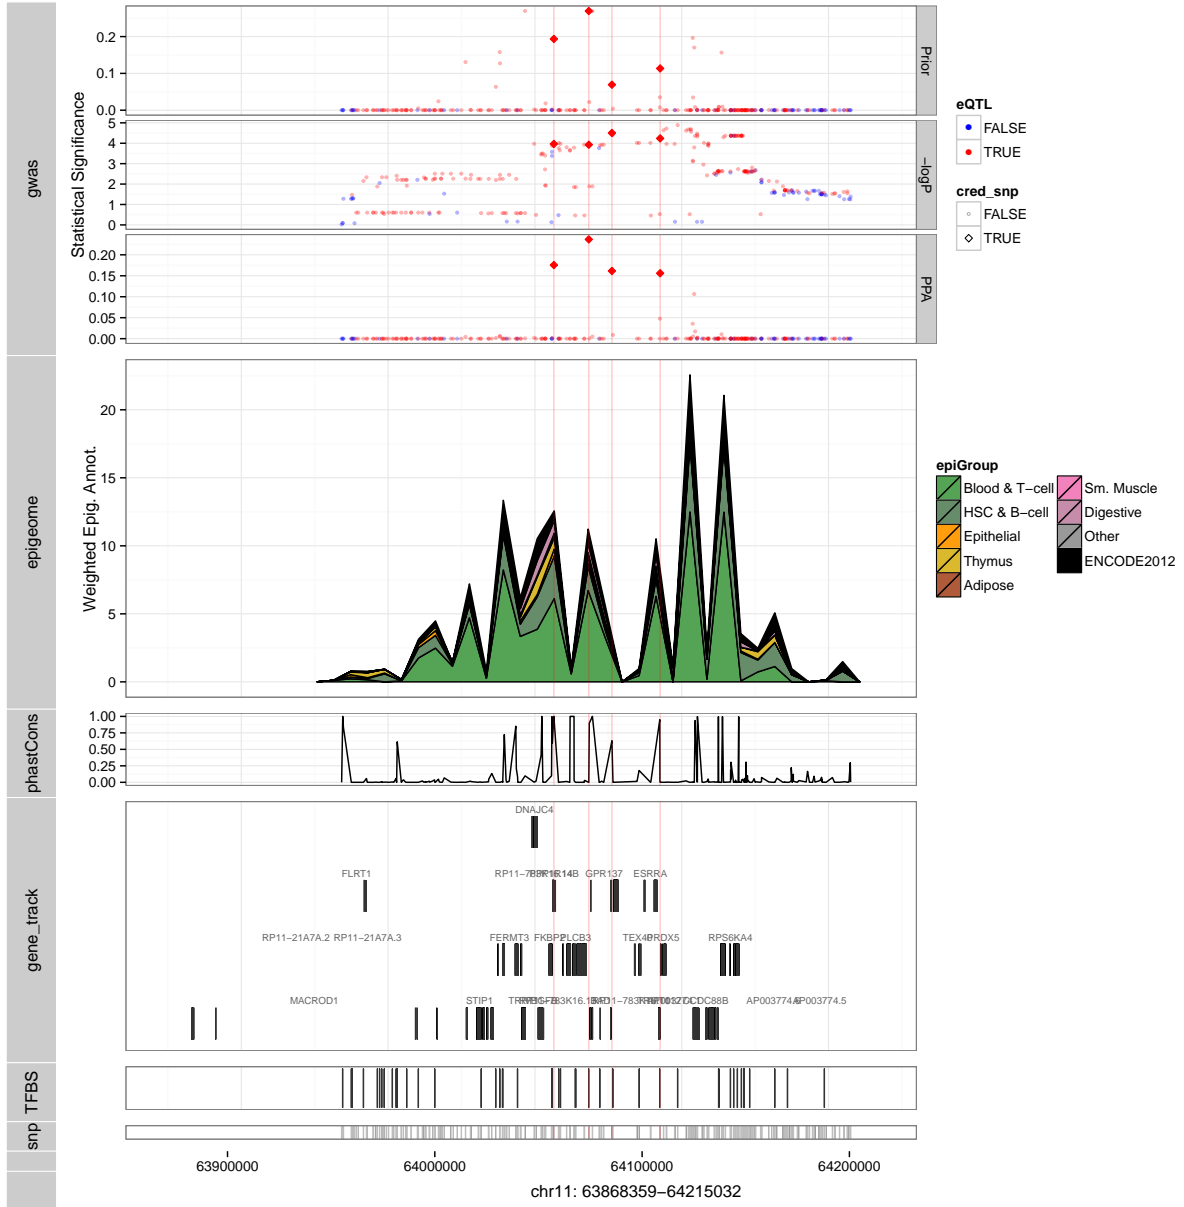 gwas
Statistical Significance
0.2
0.1
0.0
Prior
5
4
3
2
1
0
−logP
0.20
0.15
0.10
0.05
0.00
PPA
eQTL
FALSE
TRUE
cred_snp
FALSE
TRUE
epigeome
Weighted Epig. Annot.
20
15
10
5
0
epiGroup
Blood & T−cell
HSC & B−cell
Epithelial
Thymus
Adipose
Sm. Muscle
Digestive
Other
ENCODE2012
phastCons
1.00
0.75
0.50
0.25
0.00
gene_track
DNAJC4
FLRT1
GPR137
ESRRA
RP11−21A7A.2
RP11−21A7A.3
FERMT3
FKBP2
PLCB3
TEX40
PRDX5
RPS6KA4
MACROD1
STIP1
CCDC88B
AP003774.5
TFBS
snp
63900000
64000000
64100000
64200000
chr11: 63868359−64215032